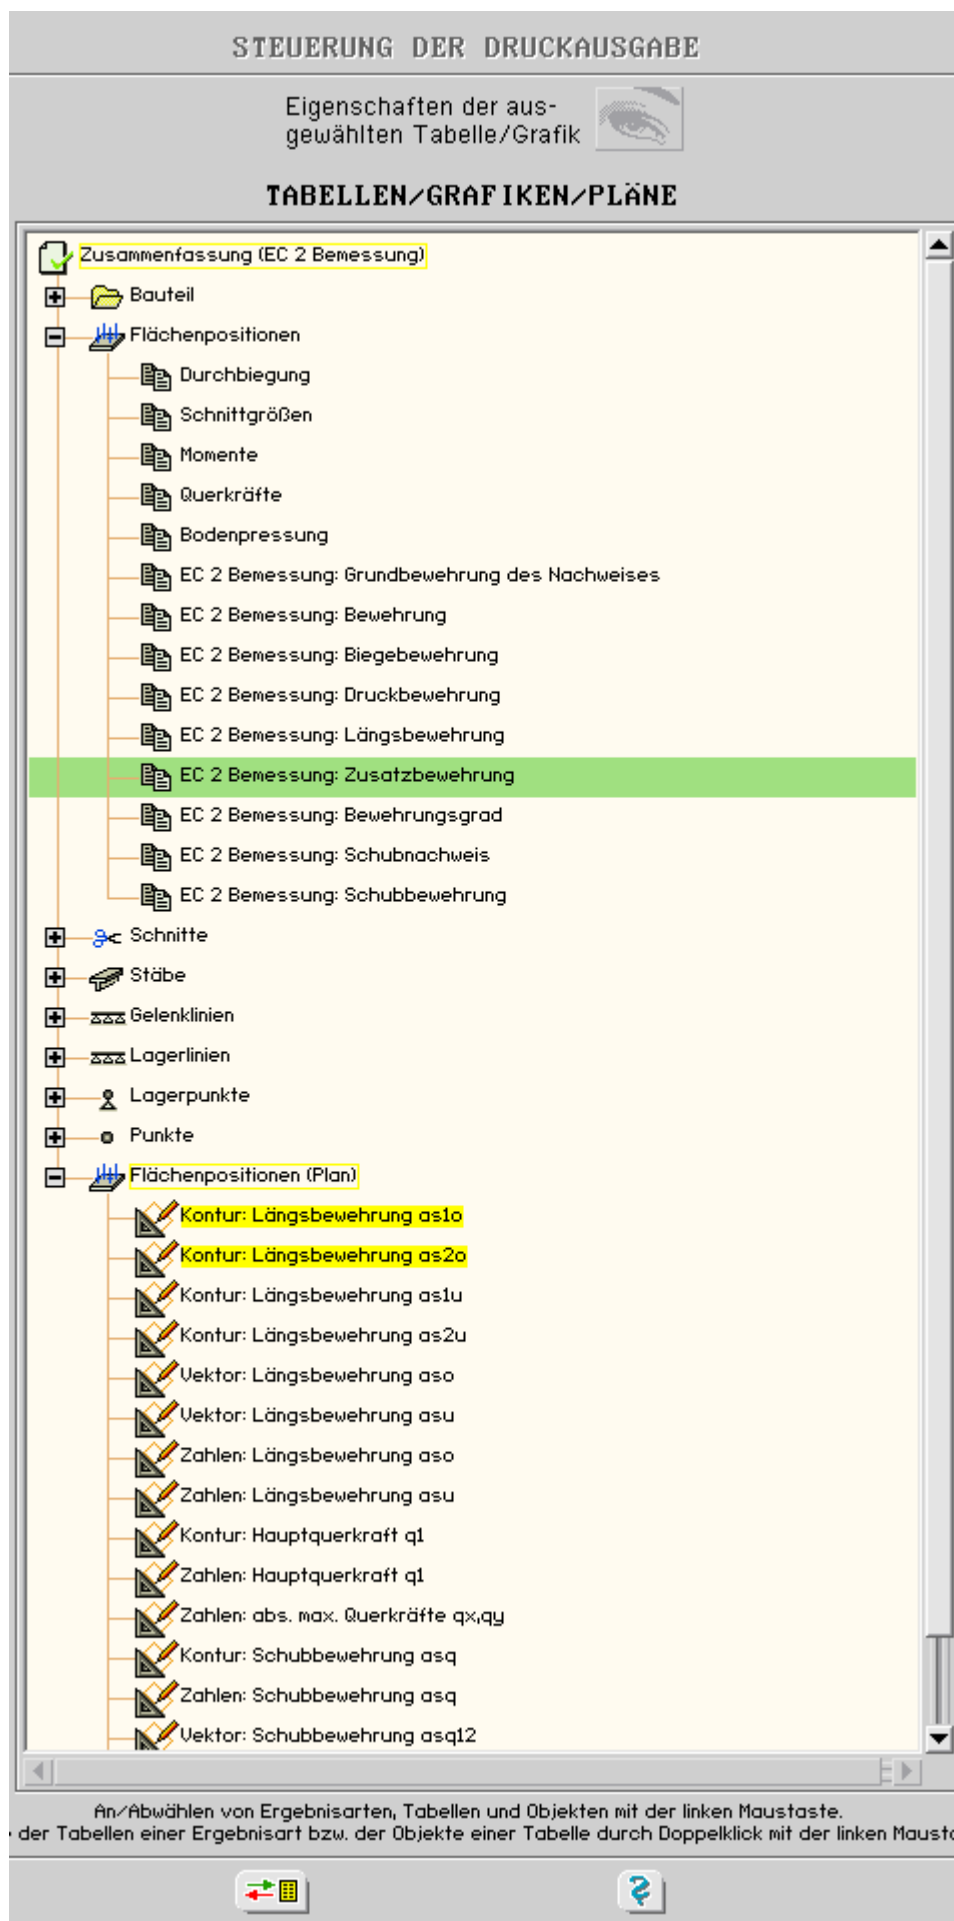 STEUERUNG DER DRUCKAUSGABE
Eigenschaften der aus-
gewählten Tabelle/Grafik
TABELLEN/GRAFIKEN/PLÄNE
Zusammenfassung (EC 2 Bemessung)
Bauteil
Flächenpositionen
Durchbiegung
Schnittgrößen
Momente
Querkräfte
Bodenpressung
EC 2 Bemessung: Grundbewehrung des Nachweises
EC 2 Bemessung: Bewehrung
EC 2 Bemessung: Biegebewehrung
EC 2 Bemessung: Druckbewehrung
EC 2 Bemessung: Längsbewehrung
EC 2 Bemessung: Zusatzbewehrung
EC 2 Bemessung: Bewehrungsgrad
EC 2 Bemessung: Schubnachweis
EC 2 Bemessung: Schubbewehrung
Schnitte
Stäbe
Gelenklinien
Lagerlinien
Lagerpunkte
Punkte
Flächenpositionen (Plan)
Kontur: Längsbewehrung as1o
Kontur: Längsbewehrung as2o
Kontur: Längsbewehrung as1u
Kontur: Längsbewehrung as2u
Vektor: Längsbewehrung aso
Vektor: Längsbewehrung asu
Zahlen: Längsbewehrung aso
Zahlen: Längsbewehrung asu
Kontur: Hauptquerkraft q1
Zahlen: Hauptquerkraft q1
Zahlen: abs. max. Querkräfte qx,qy
Kontur: Schubbewehrung asq
Zahlen: Schubbewehrung asq
Vektor: Schubbewehrung asq12
An/Abwählen von Ergebnisarten, Tabellen und Objekten mit der linken Maustaste.
der Tabellen einer Ergebnisart bzw. der Objekte einer Tabelle durch Doppelklick mit der linken Maust